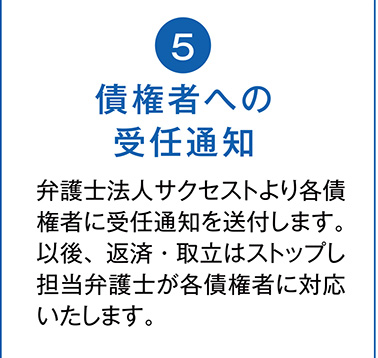 5
債権者への
受任通知
弁護士法人サクセストより各債
権者に受任通知を送付します。
以後、返済・取立はストップし
担当弁護士が各債権者に対応
いたします。